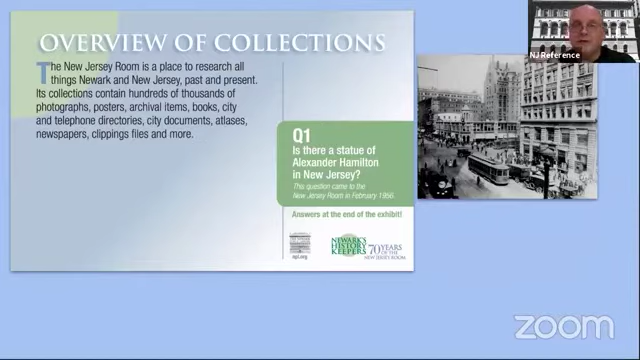 OVERVIEW OF COLLECTIONS
The New Jersey Room is a place to research all
things Newark and New Jersey, past and present.
Its collections contain hundreds of thousands of
photographs, posters, archival items, books, city
and telephone directories, city documents, atlases,
newspapers, clippings files and more.
Q1
Is there a statue of
Alexander Hamilton
in New Jersey?
This question came to the
New Jersey Room in February 1956.
Answers at the end of the exhibit!
npl.org
NEWARK'S
HISTORY
KEEPERS
70 YEARS
OF THE
NEW JERSEY ROOM
NJ Reference
zoom